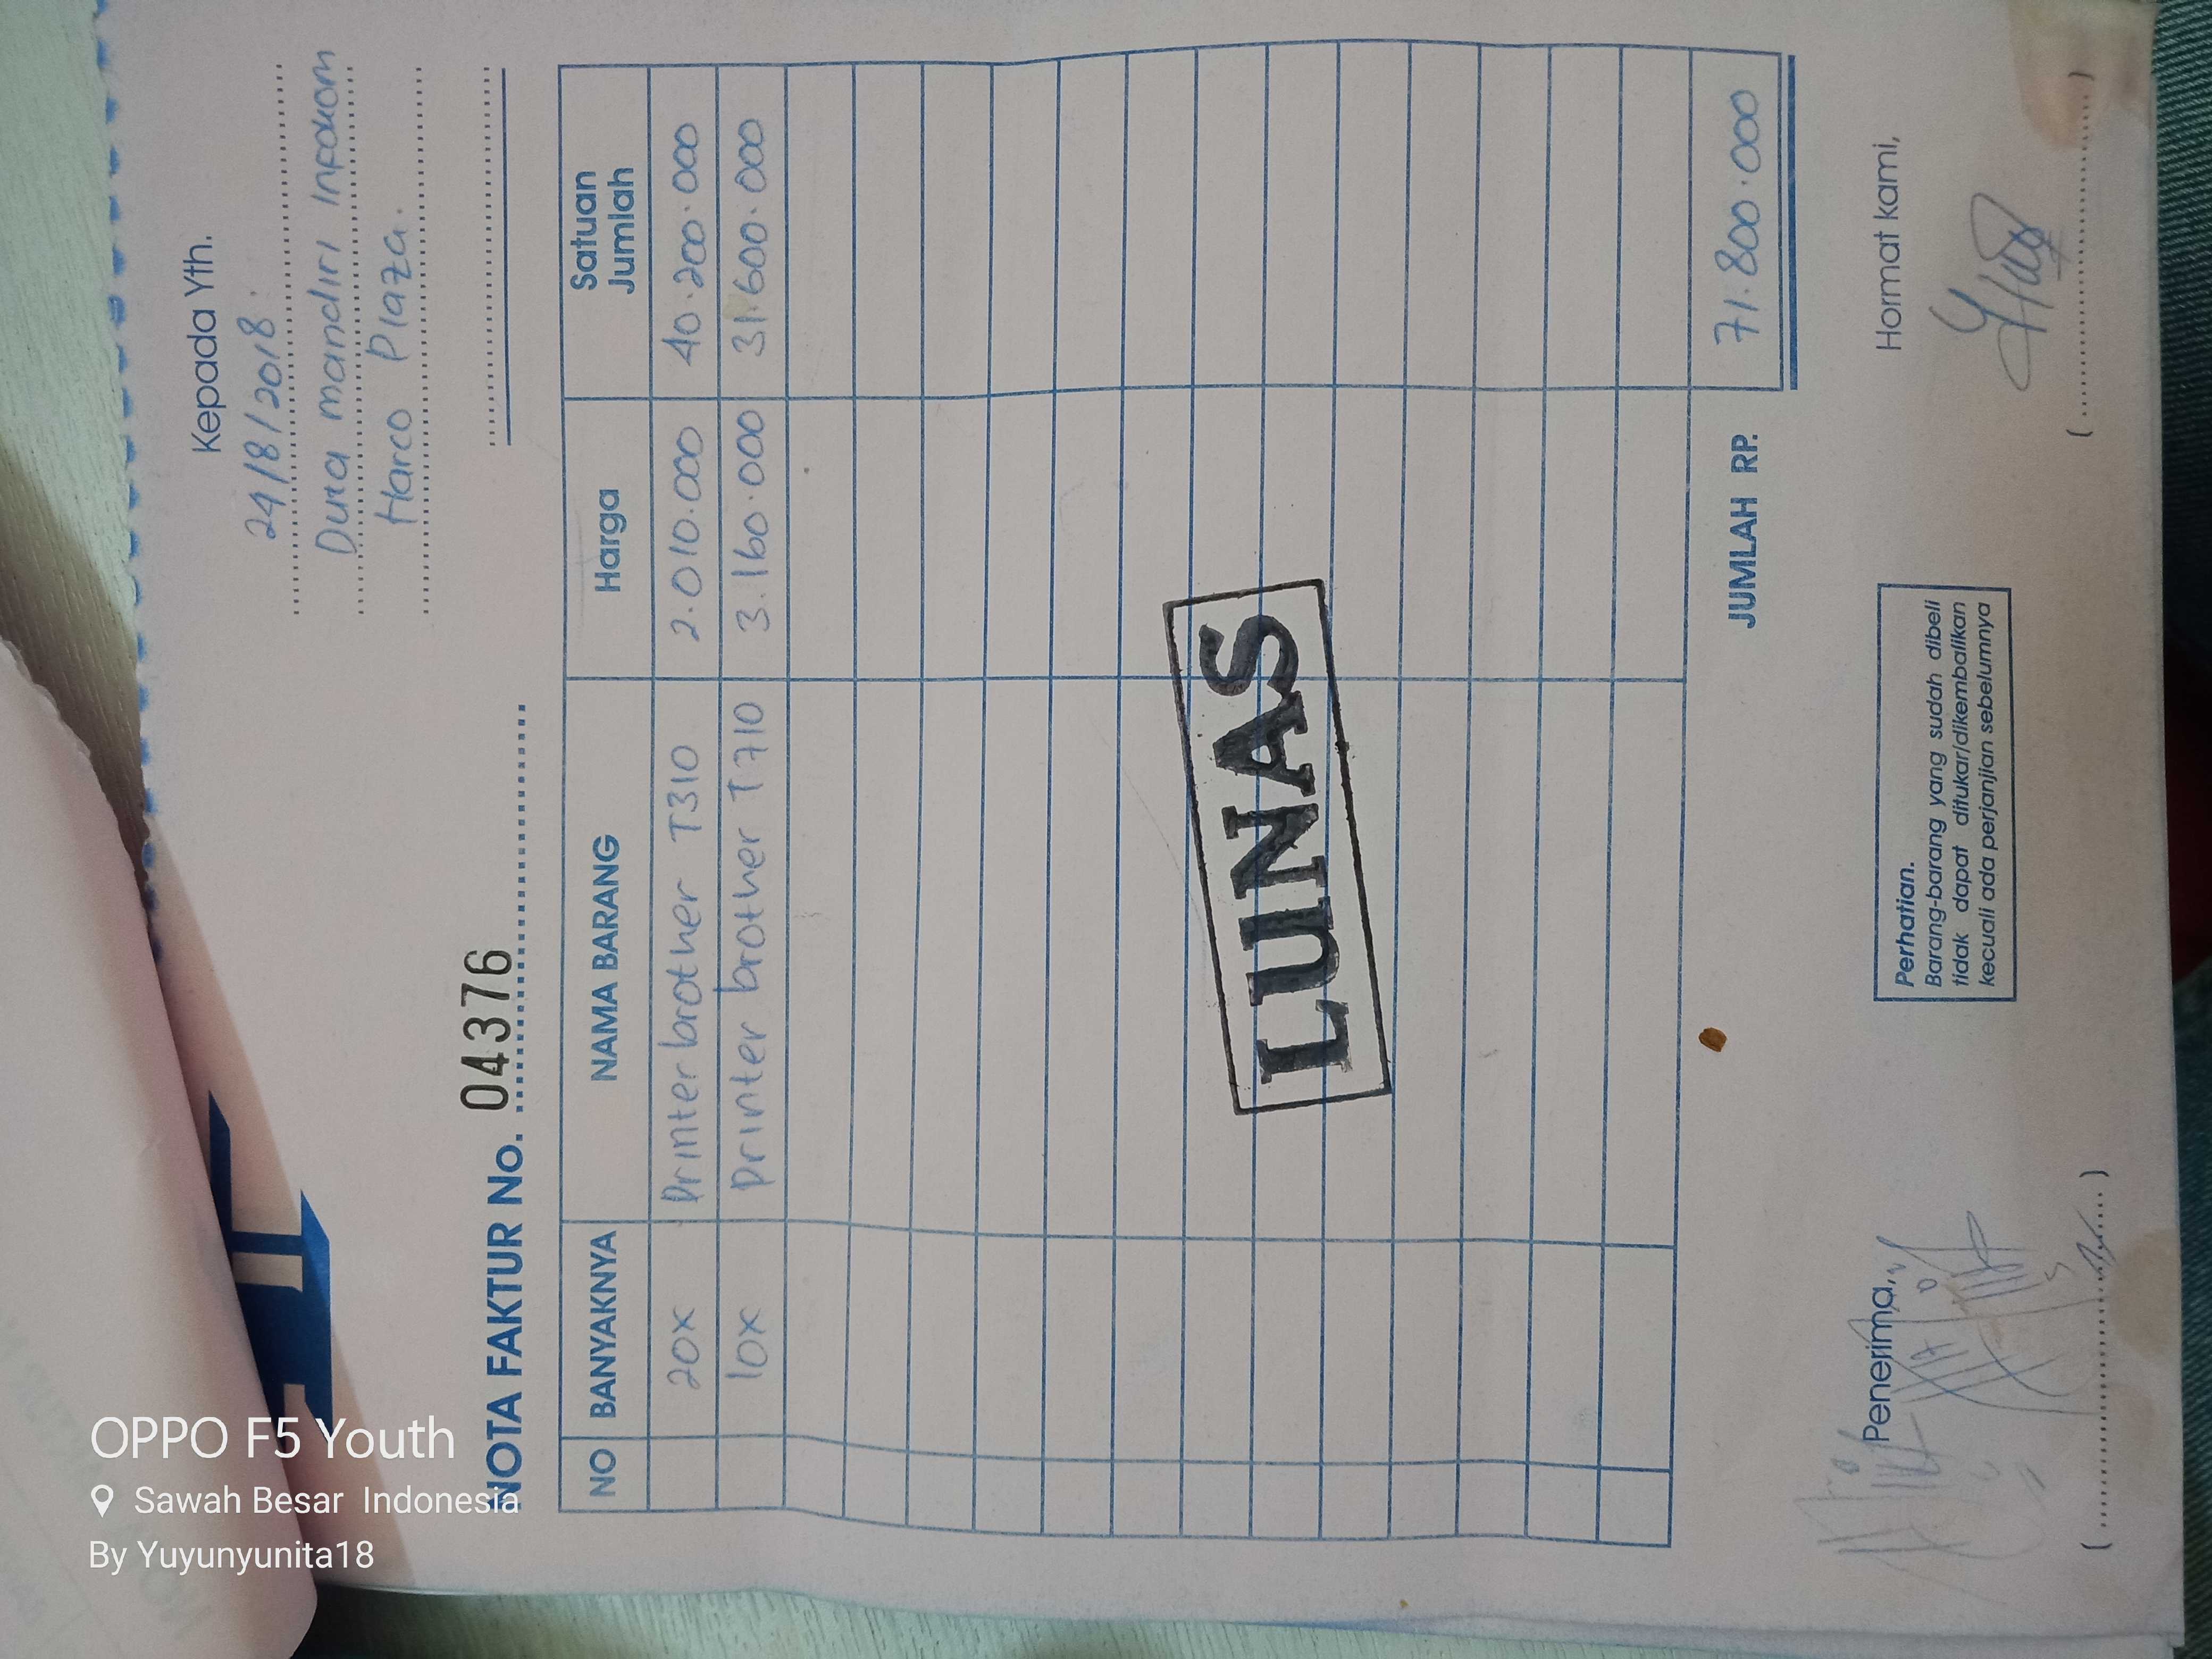 Kepada Yth.
24/8/2018
Duta mandiri Infokom
Harco Plaza.
NOTA FAKTUR No. 04376
NO BANYAKNYA NAMA BARANG Harga Satuan Jumlah
20x Printer brother T310 2.010.000 40.200.000
10x Printer brother T710 3.160.000 31.600.000
LUNAS
JUMLAH RP. 71.800.000
Penerima,
Perhatian.
Barang-barang yang sudah dibeli
tidak dapat ditukar/dikembalikan
kecuali ada perjanjian sebelumnya
Hormat kami,
OPPO F5 Youth
Sawah Besar Indonesia
By Yuyunyunita18